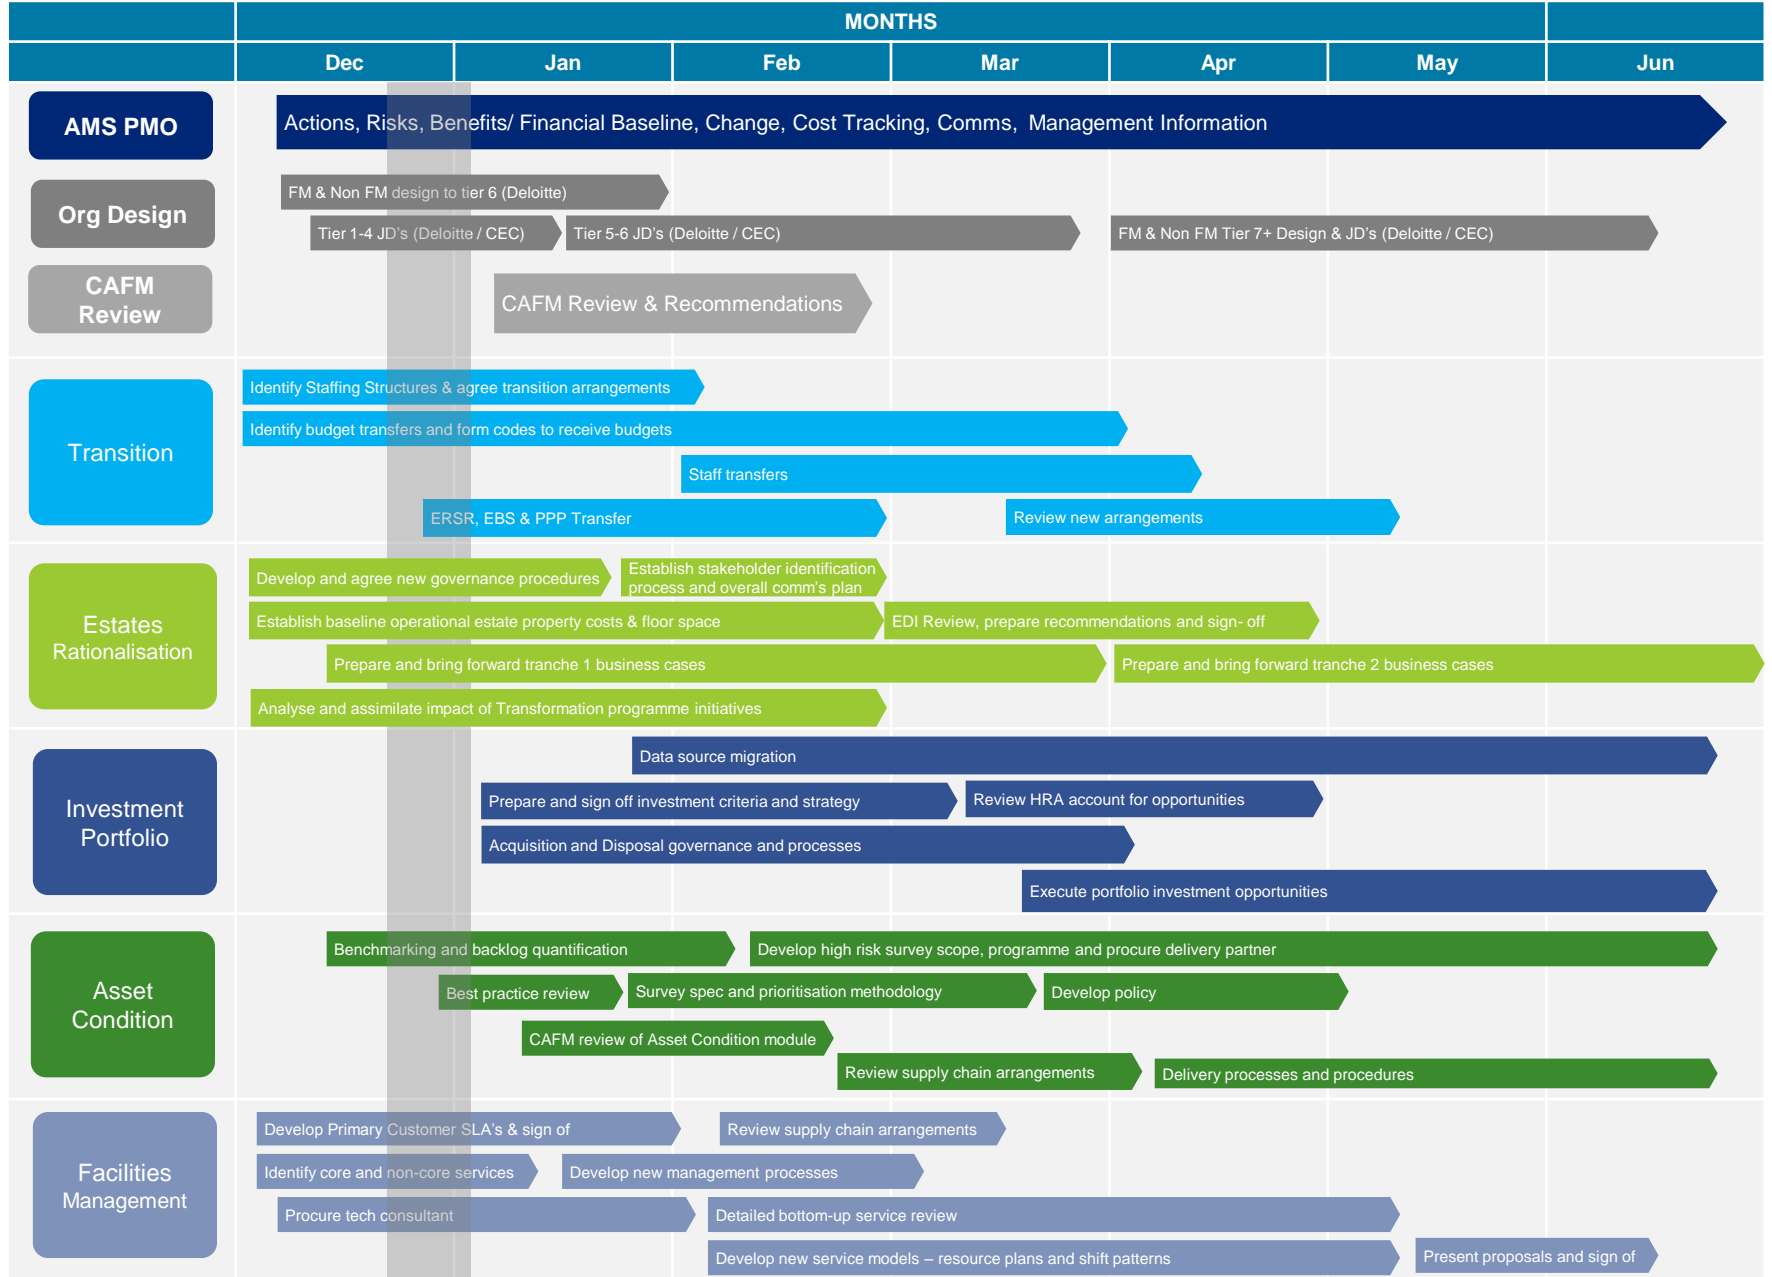 MONTHS
Dec Jan Feb Mar Apr May Jun
AMS PMO
Actions, Risks, Benefits/ Financial Baseline, Change, Cost Tracking, Comms, Management Information
Org Design
FM & Non FM design to tier 6 (Deloitte)
Tier 1-4 JD's (Deloitte / CEC)
Tier 5-6 JD's (Deloitte / CEC)
FM & Non FM Tier 7+ Design & JD's (Deloitte / CEC)
CAFM
Review
CAFM Review & Recommendations
Transition
Identify Staffing Structures & agree transition arrangements
Identify budget transfers and form codes to receive budgets
Staff transfers
ERSR, EBS & PPP Transfer
Review new arrangements
Estates
Rationalisation
Develop and agree new governance procedures
Establish stakeholder identification
process and overall comm's plan
Establish baseline operational estate property costs & floor space
EDI Review, prepare recommendations and sign- off
Prepare and bring forward tranche 1 business cases
Prepare and bring forward tranche 2 business cases
Analyse and assimilate impact of Transformation programme initiatives
Investment
Portfolio
Data source migration
Prepare and sign off investment criteria and strategy
Review HRA account for opportunities
Acquisition and Disposal governance and processes
Execute portfolio investment opportunities
Asset
Condition
Benchmarking and backlog quantification
Develop high risk survey scope, programme and procure delivery partner
Best practice review
Survey spec and prioritisation methodology
Develop policy
CAFM review of Asset Condition module
Review supply chain arrangements
Delivery processes and procedures
Facilities
Management
Develop Primary Customer SLA's & sign of
Review supply chain arrangements
Identify core and non-core services
Develop new management processes
Procure tech consultant
Detailed bottom-up service review
Develop new service models – resource plans and shift patterns
Present proposals and sign of